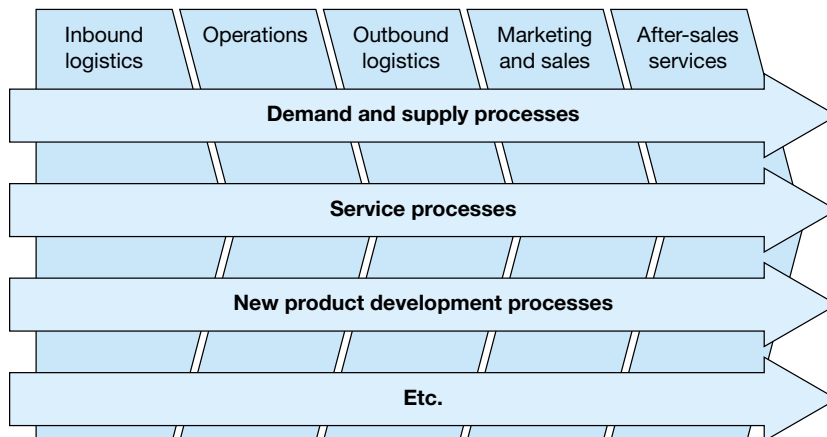 Inbound
logistics
Operations
Outbound
logistics
Marketing
and sales
After-sales
services
Demand and supply processes
Service processes
New product development processes
Etc.